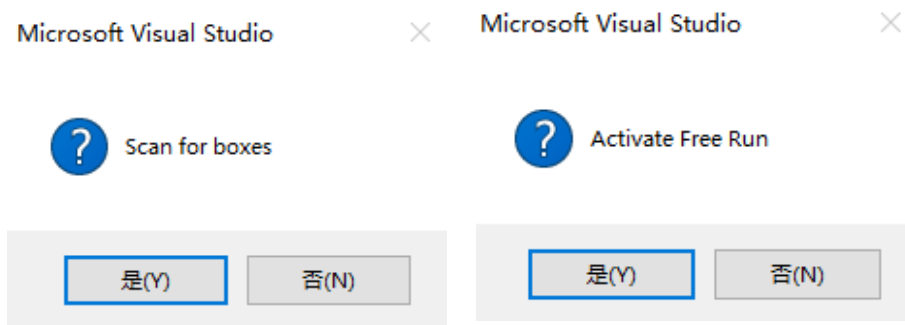 Microsoft Visual Studio
Scan for boxes
是(Y)
否(N)
Microsoft Visual Studio
Activate Free Run
是(Y)
否(N)